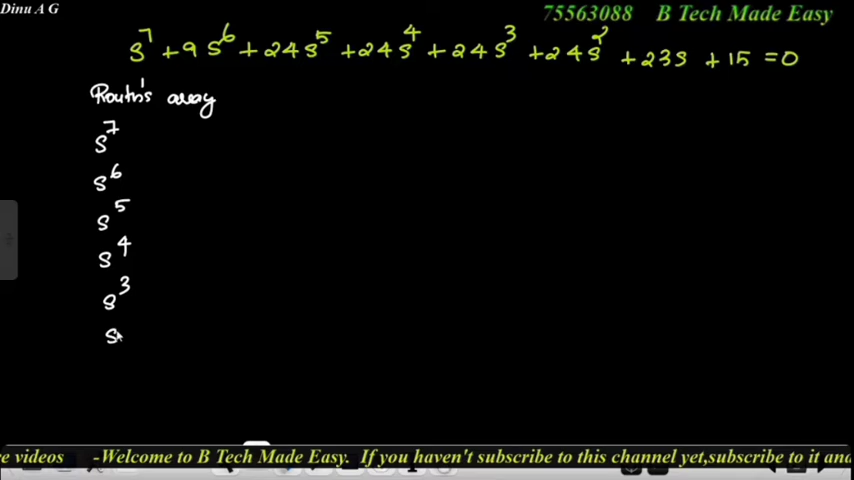 Dinu A G
75563088 B Tech Made Easy
s⁷ + 9s⁶ + 24s⁵ + 24s⁴ + 24s³ + 24s² + 23s + 15 = 0
Routh's array
s⁷
s⁶
s⁵
s⁴
s³
s
re videos -Welcome to B Tech Made Easy. If you haven't subscribe to this channel yet,subscribe to it and